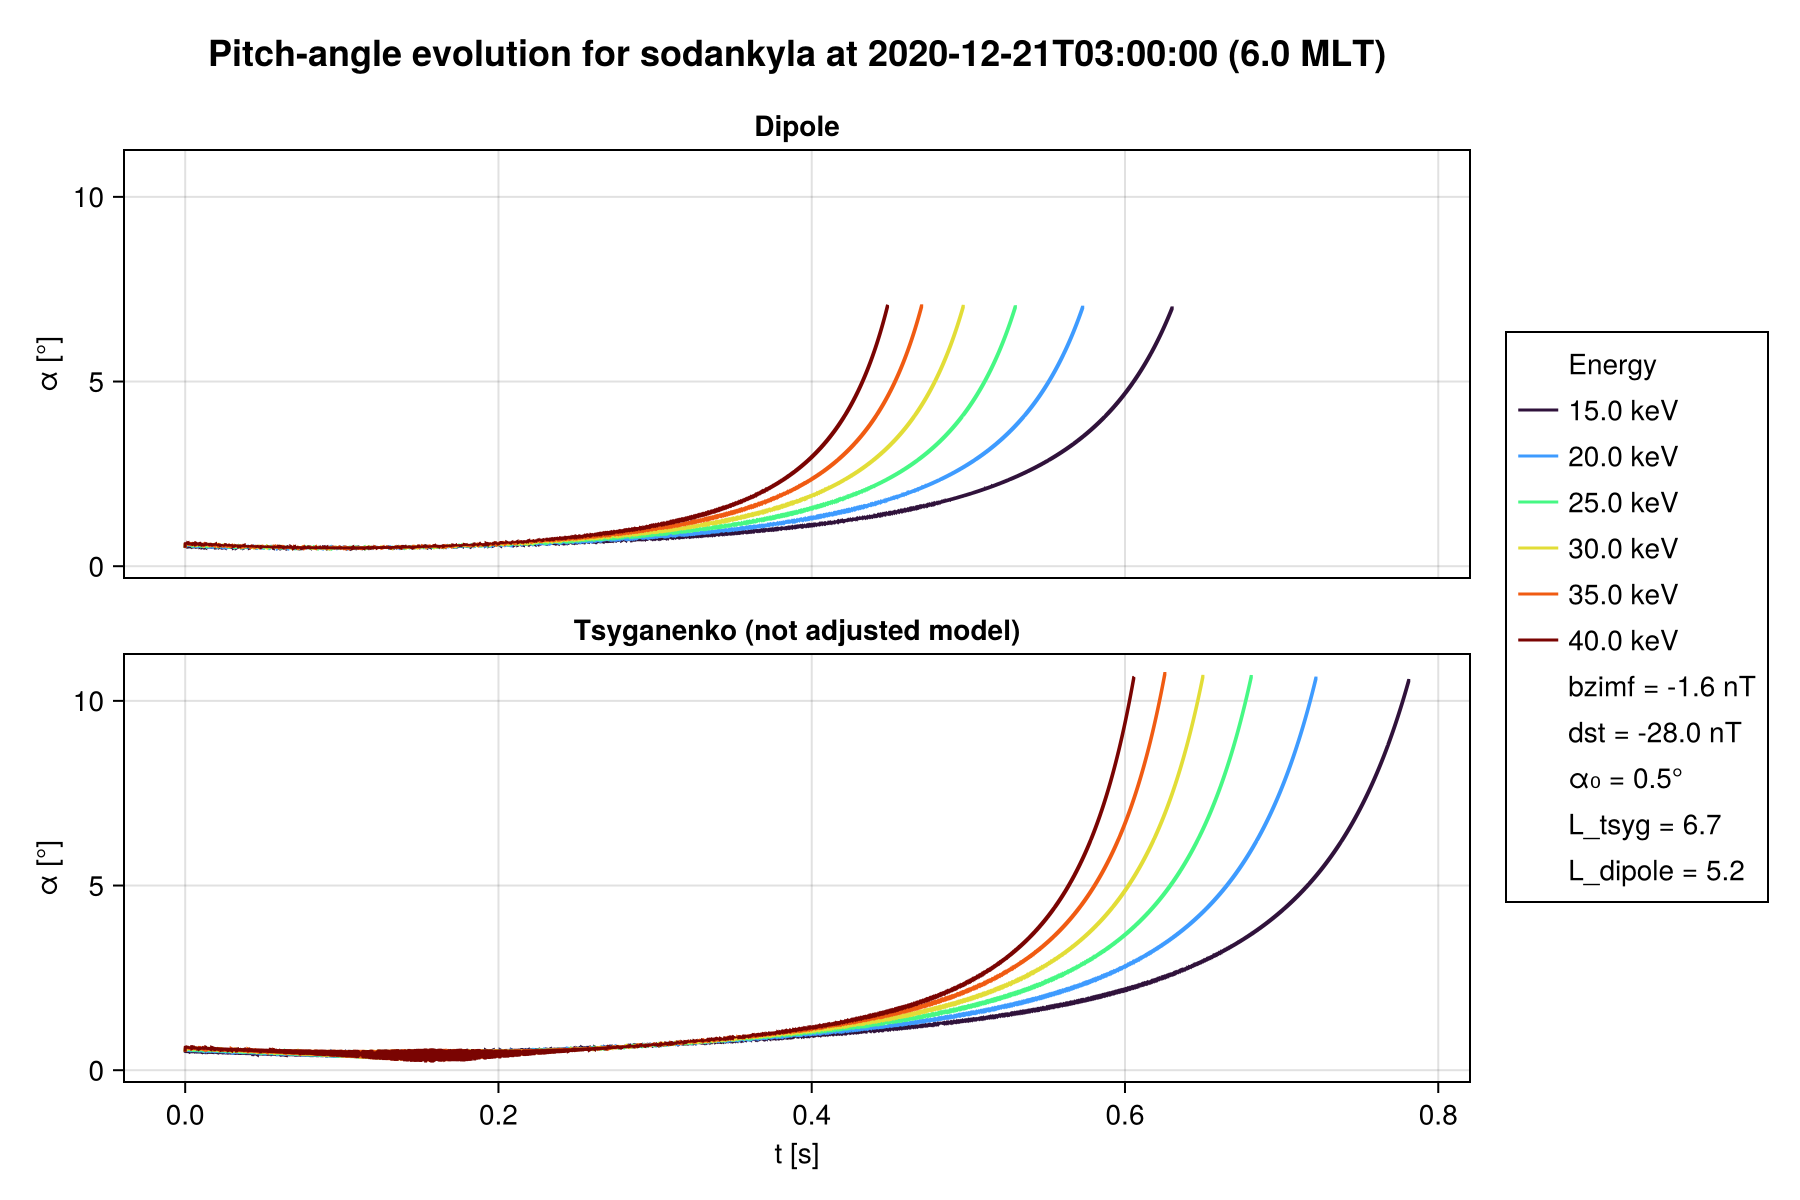 Pitch-angle evolution for sodankyla at 2020-12-21T03:00:00 (6.0 MLT)
Dipole
10
5
0
α [°]
Tsyganenko (not adjusted model)
10
5
0
α [°]
0.0 0.2 0.4 0.6 0.8
t [s]
Energy
15.0 keV
20.0 keV
25.0 keV
30.0 keV
35.0 keV
40.0 keV
bzimf = -1.6 nT
dst = -28.0 nT
α₀ = 0.5°
L_tsyg = 6.7
L_dipole = 5.2